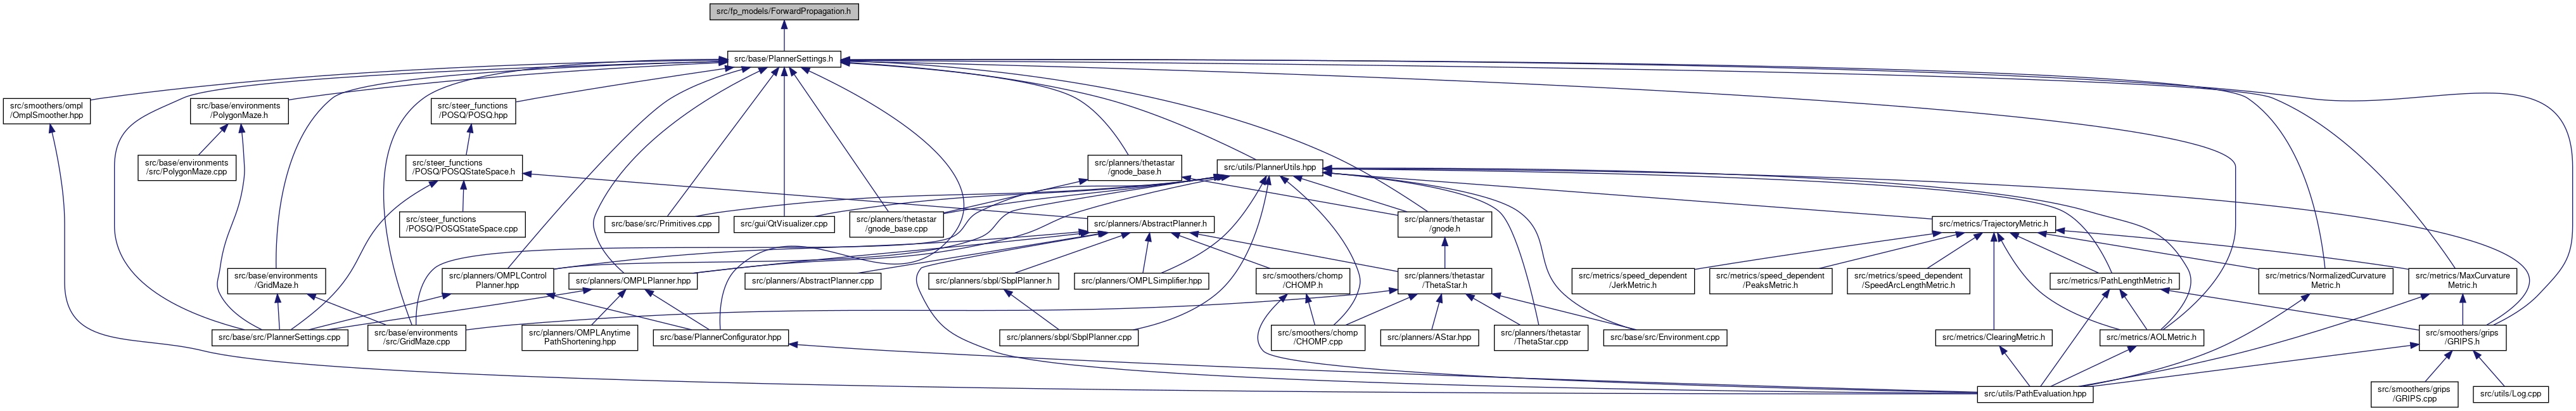 src/fp_models/ForwardPropagation.h
src/base/PlannerSettings.h
src/smoothers/ompl
/OmplSmoother.hpp
src/base/environments
/PolygonMaze.h
src/steer_functions
/POSQ/POSQ.hpp
src/base/environments
/src/PolygonMaze.cpp
src/steer_functions
/POSQ/POSQStateSpace.h
src/planners/thetastar
/gnode_base.h
src/utils/PlannerUtils.hpp
src/steer_functions
/POSQ/POSQStateSpace.cpp
src/base/src/Primitives.cpp
src/gui/QtVisualizer.cpp
src/planners/thetastar
/gnode_base.cpp
src/planners/AbstractPlanner.h
src/planners/thetastar
/gnode.h
src/metrics/TrajectoryMetric.h
src/base/environments
/GridMaze.h
src/planners/OMPLControl
Planner.hpp
src/planners/OMPLPlanner.hpp
src/planners/AbstractPlanner.cpp
src/planners/sbpl/SbplPlanner.h
src/planners/OMPLSimplifier.hpp
src/smoothers/chomp
/CHOMP.h
src/planners/thetastar
/ThetaStar.h
src/metrics/speed_dependent
/JerkMetric.h
src/metrics/speed_dependent
/PeaksMetric.h
src/metrics/speed_dependent
/SpeedArcLengthMetric.h
src/metrics/PathLengthMetric.h
src/metrics/NormalizedCurvature
Metric.h
src/metrics/MaxCurvature
Metric.h
src/base/src/PlannerSettings.cpp
src/base/environments
/src/GridMaze.cpp
src/planners/OMPLAnytime
PathShortening.hpp
src/base/PlannerConfigurator.hpp
src/planners/sbpl/SbplPlanner.cpp
src/smoothers/chomp
/CHOMP.cpp
src/planners/AStar.hpp
src/planners/thetastar
/ThetaStar.cpp
src/base/src/Environment.cpp
src/metrics/ClearingMetric.h
src/metrics/AOLMetric.h
src/smoothers/grips
/GRIPS.h
src/utils/PathEvaluation.hpp
src/smoothers/grips
/GRIPS.cpp
src/utils/Log.cpp